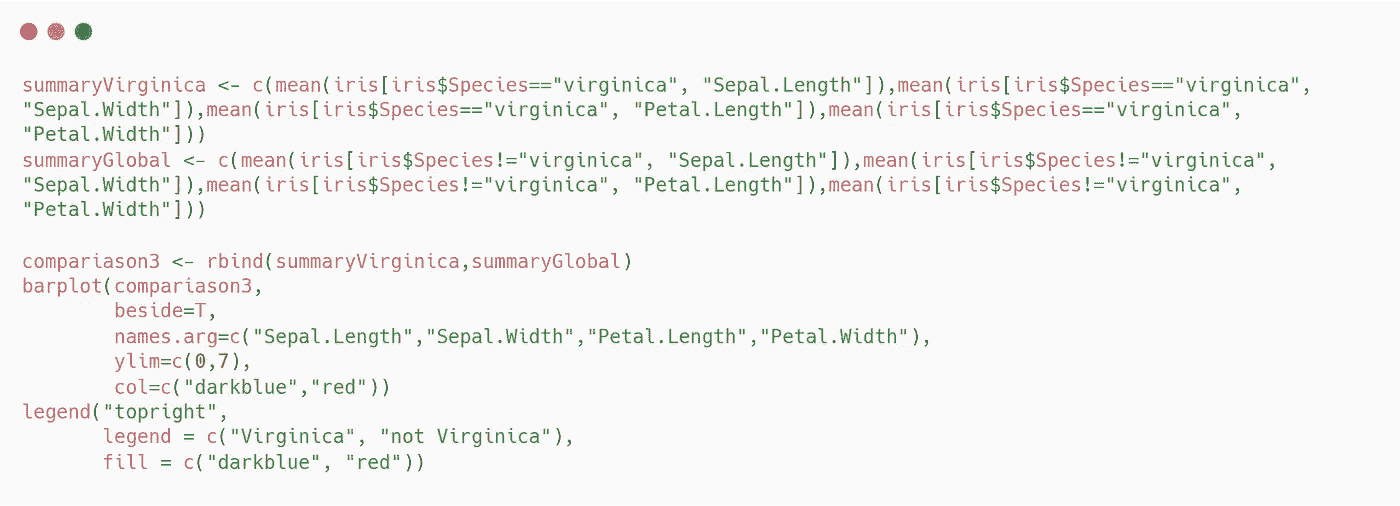 summaryVirginica <- c(mean(iris[iris$Species=="virginica", "Sepal.Length"]),mean(iris[iris$Species=="virginica",
"Sepal.Width"]),mean(iris[iris$Species=="virginica", "Petal.Length"]),mean(iris[iris$Species=="virginica",
"Petal.Width"]))
summaryGlobal <- c(mean(iris[iris$Species!="virginica", "Sepal.Length"]),mean(iris[iris$Species!="virginica",
"Sepal.Width"]),mean(iris[iris$Species!="virginica", "Petal.Length"]),mean(iris[iris$Species!="virginica",
"Petal.Width"]))

compariason3 <- rbind(summaryVirginica,summaryGlobal)
barplot(compariason3,
        beside=T,
        names.arg=c("Sepal.Length","Sepal.Width","Petal.Length","Petal.Width"),
        ylim=c(0,7),
        col=c("darkblue","red"))
legend("topright",
       legend = c("Virginica", "not Virginica"),
       fill = c("darkblue", "red"))